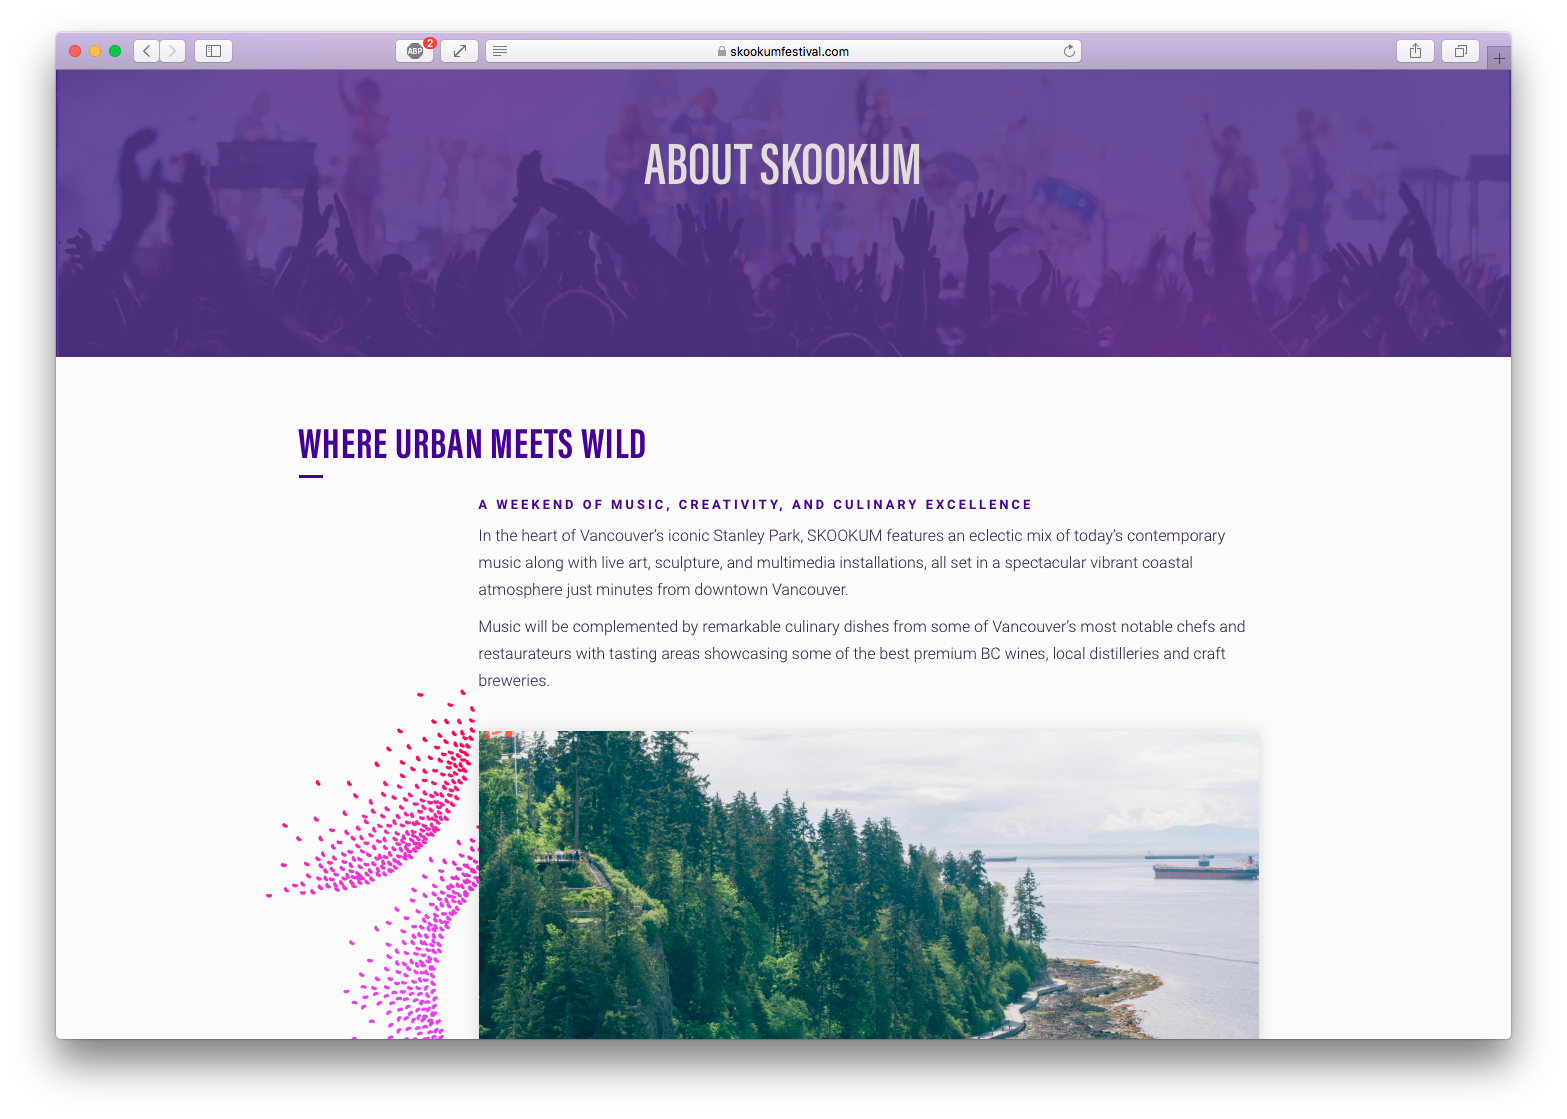 ABP
2
skookumfestival.com
ABOUT SKOOKUM
WHERE URBAN MEETS WILD
A WEEKEND OF MUSIC, CREATIVITY, AND CULINARY EXCELLENCE
In the heart of Vancouver’s iconic Stanley Park, SKOOKUM features an eclectic mix of today’s contemporary
music along with live art, sculpture, and multimedia installations, all set in a spectacular vibrant coastal
atmosphere just minutes from downtown Vancouver.
Music will be complemented by remarkable culinary dishes from some of Vancouver’s most notable chefs and
restaurateurs with tasting areas showcasing some of the best premium BC wines, local distilleries and craft
breweries.